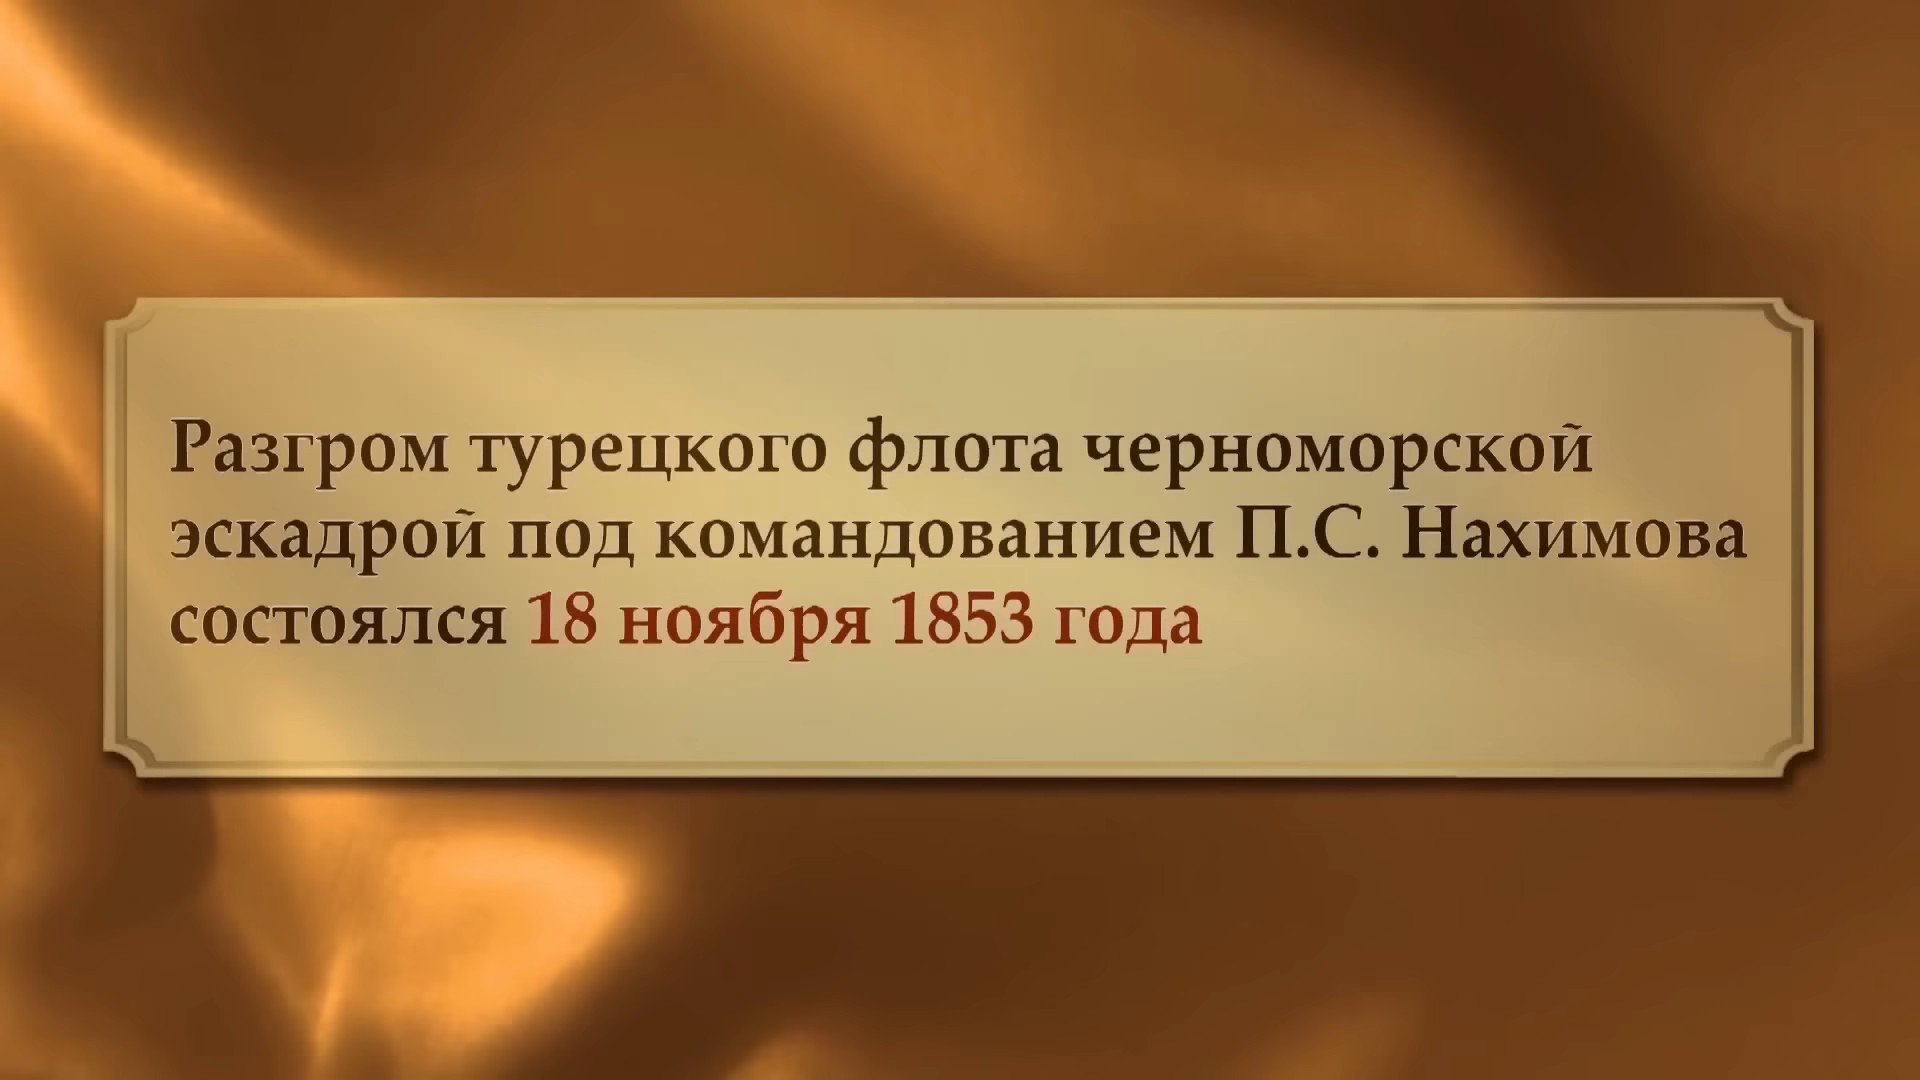 Разгром турецкого флота черноморской
эскадрой под командованием П.С. Нахимова
состоялся 18 ноября 1853 года